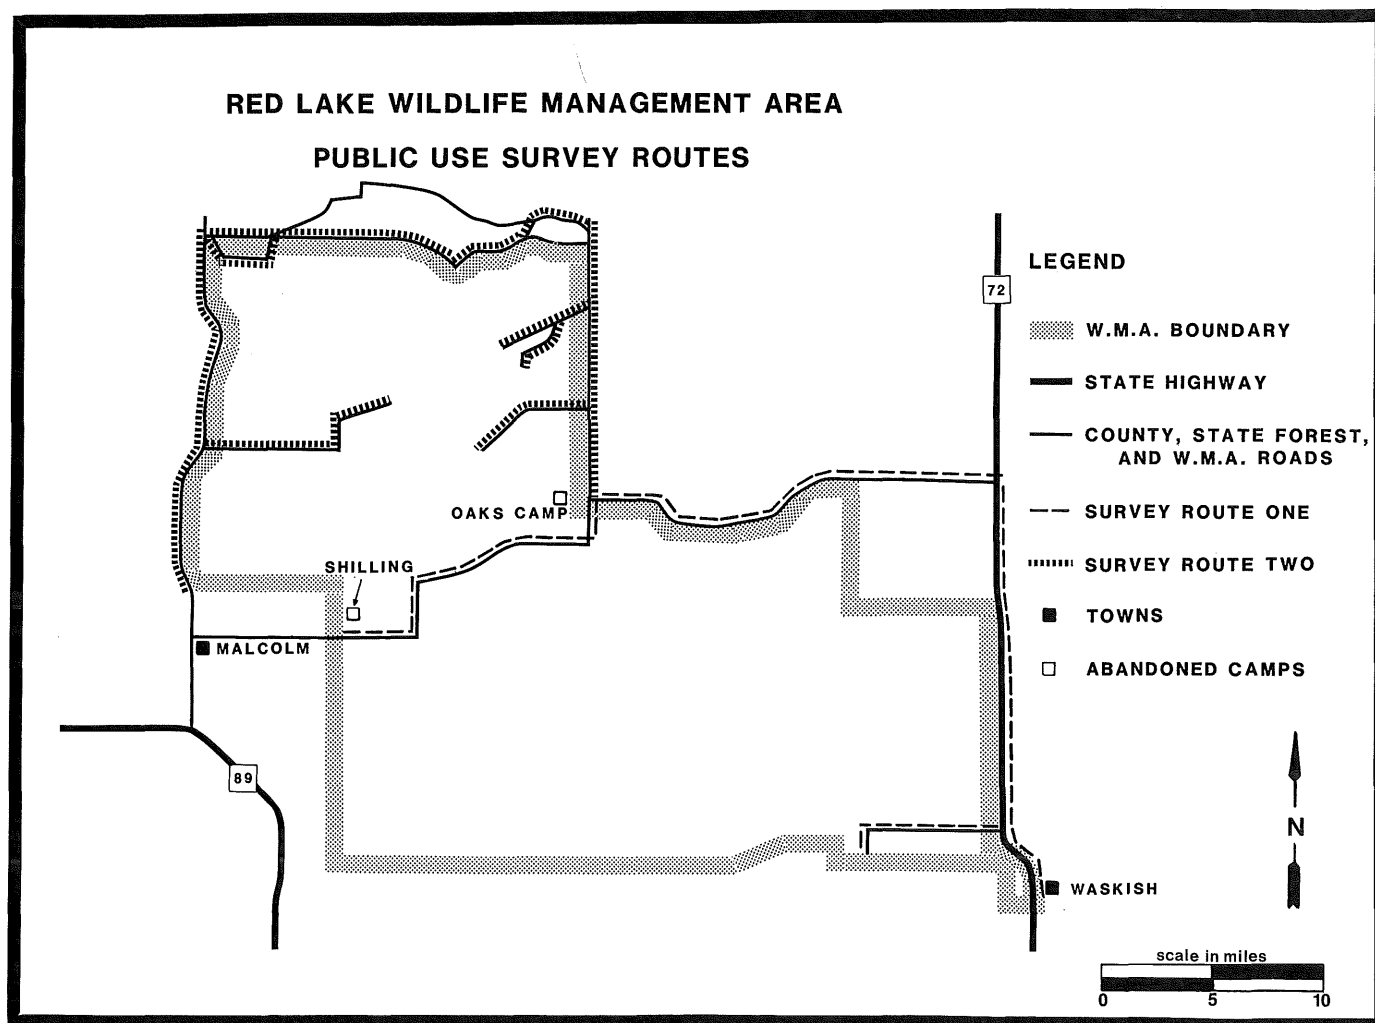 RED LAKE WILDLIFE MANAGEMENT AREA
PUBLIC USE SURVEY ROUTES
72
LEGEND
W.M.A. BOUNDARY
STATE HIGHWAY
COUNTY, STATE FOREST,
AND W.M.A. ROADS
SURVEY ROUTE ONE
SURVEY ROUTE TWO
TOWNS
ABANDONED CAMPS
OAKS CAMP
SHILLING
MALCOLM
89
N
WASKISH
scale in miles
0 5 10